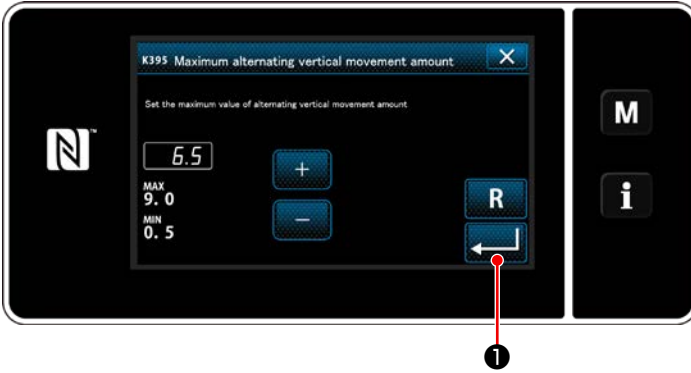 K395 Maximum alternating vertical movement amount
Set the maximum value of alternating vertical movement amount
6.5
+
MAX
9. 0
MIN
0. 5
−
R
M
i
N™
❶